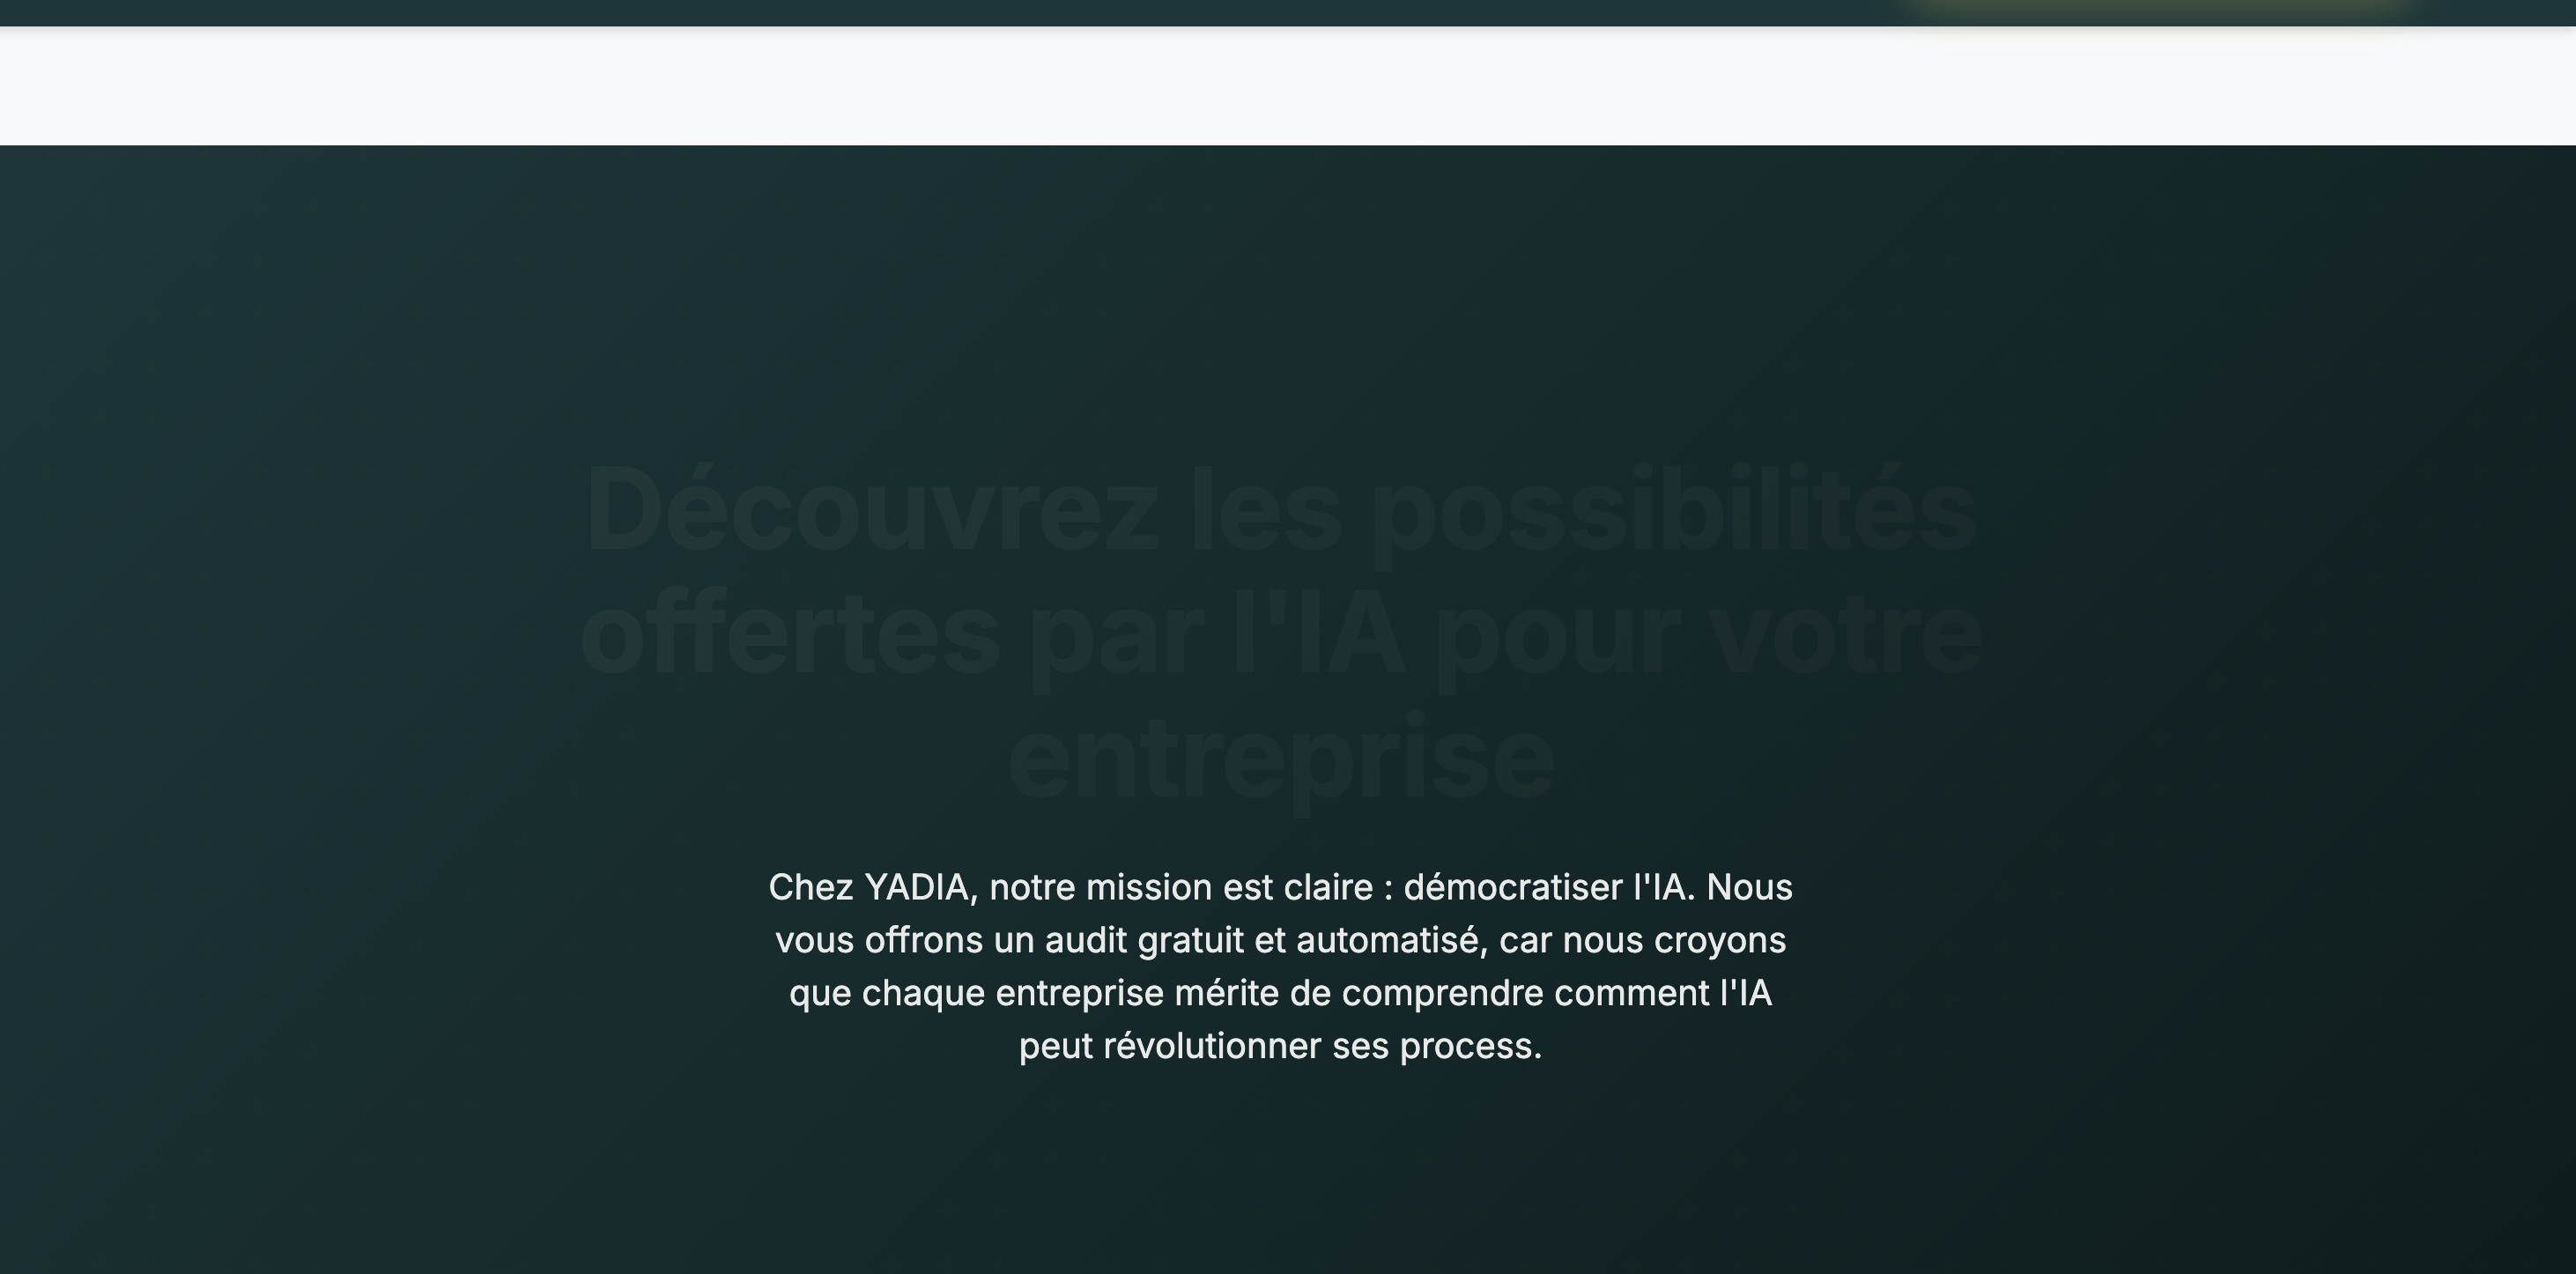 Découvrez les possibilités
offertes par l'IA pour votre
entreprise
Chez YADIA, notre mission est claire : démocratiser l'IA. Nous
vous offrons un audit gratuit et automatisé, car nous croyons
que chaque entreprise mérite de comprendre comment l'IA
peut révolutionner ses process.